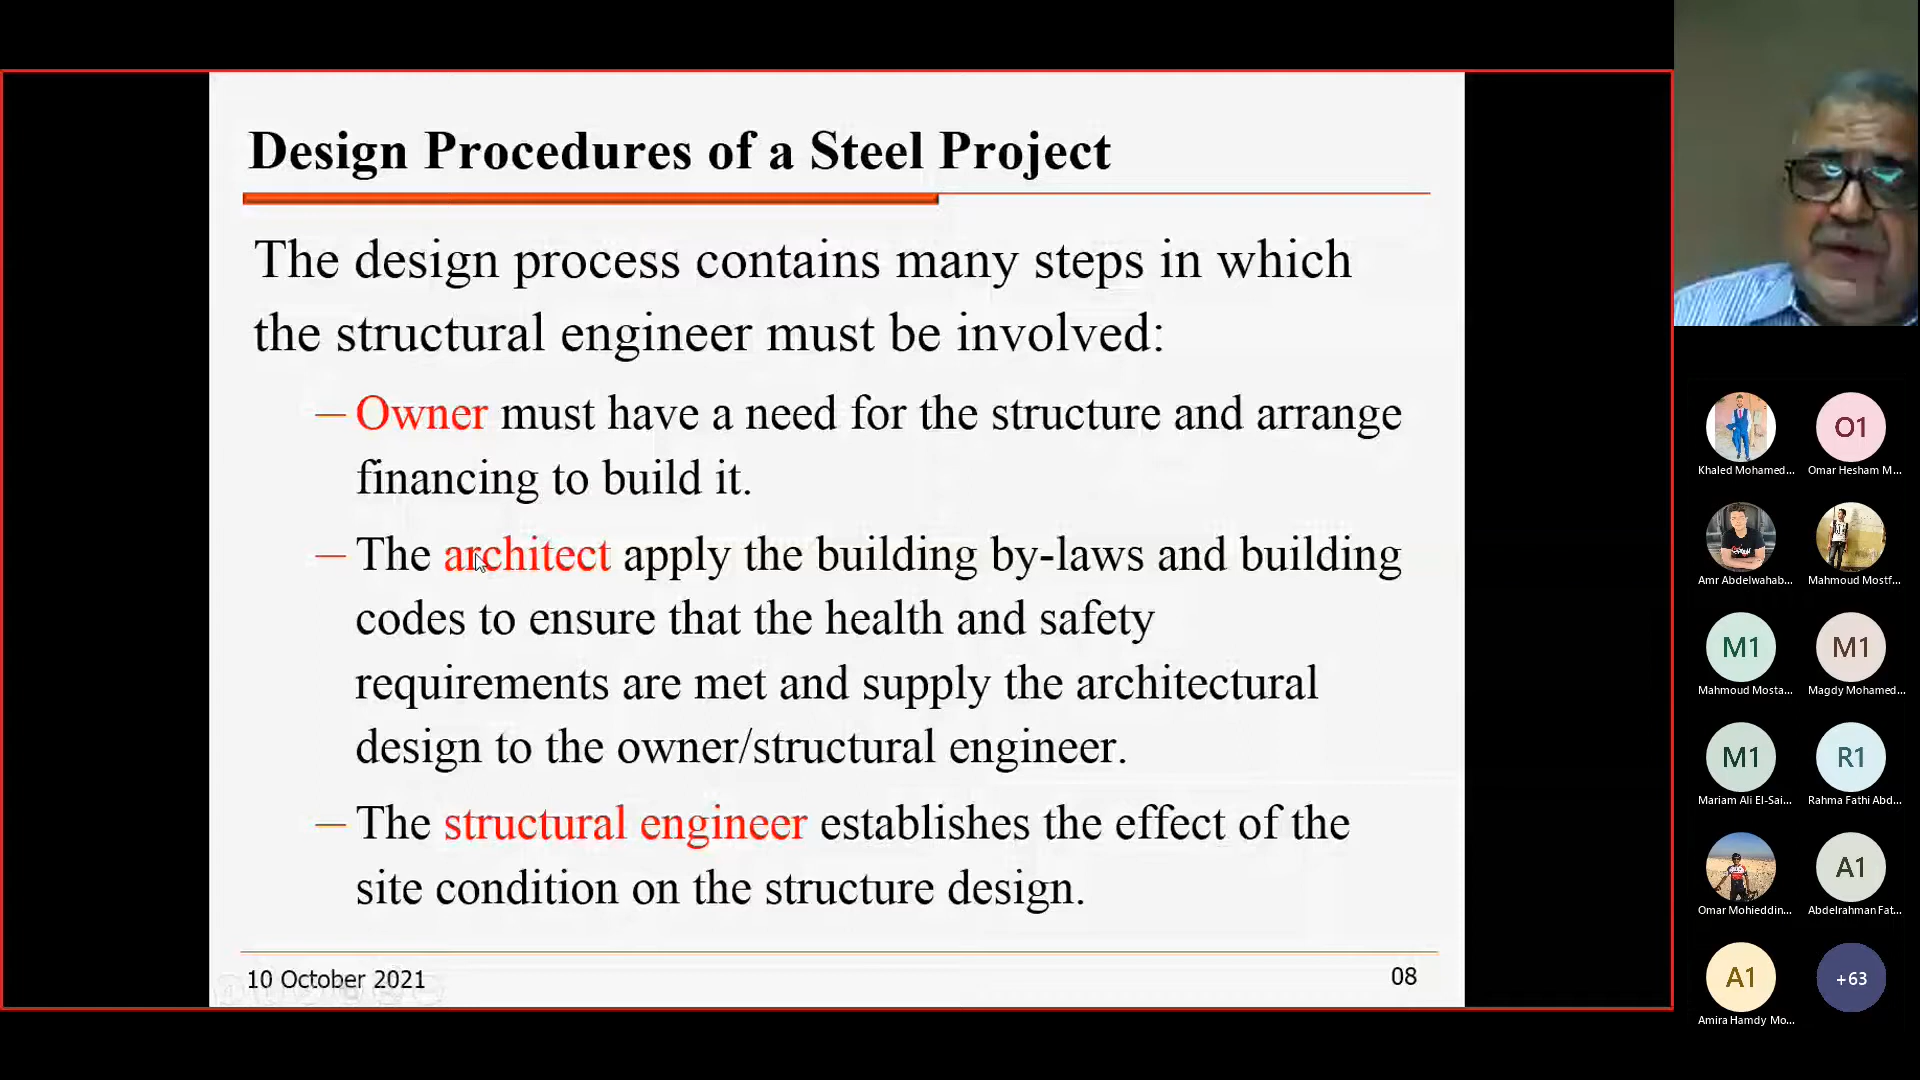 Design Procedures of a Steel Project
The design process contains many steps in which
the structural engineer must be involved:
— Owner must have a need for the structure and arrange
financing to build it.
— The architect apply the building by-laws and building
codes to ensure that the health and safety
requirements are met and supply the architectural
design to the owner/structural engineer.
— The structural engineer establishes the effect of the
site condition on the structure design.
10 October 2021
08
Khaled Mohamed...
O1
Omar Hesham M...
Amr Abdelwahab...
Mahmoud Mostf...
M1
Mahmoud Mosta...
M1
Magdy Mohamed...
M1
Mariam Ali El-Sai...
R1
Rahma Fathi Abd...
Omar Mohieddin...
A1
Abdelrahman Fat...
A1
Amira Hamdy Mo...
+63